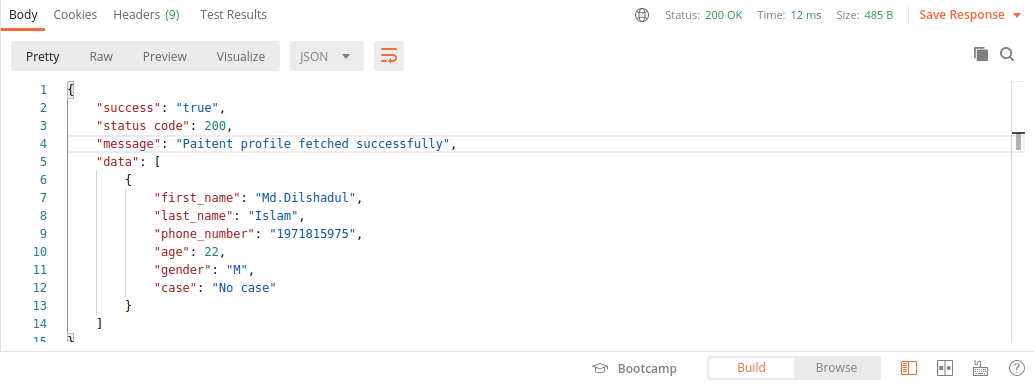 Body Cookies Headers (9) Test Results Status: 200 OK Time: 12 ms Size: 485 B Save Response
Pretty Raw Preview Visualize JSON
1 {
2 "success": "true",
3 "status code": 200,
4 "message": "Paitent profile fetched successfully",
5 "data": [
6 {
7 "first_name": "Md.Dilshadul",
8 "last_name": "Islam",
9 "phone_number": "1971815975",
10 "age": 22,
11 "gender": "M",
12 "case": "No case"
13 }
14 ]
15 }
Bootcamp Build Browse